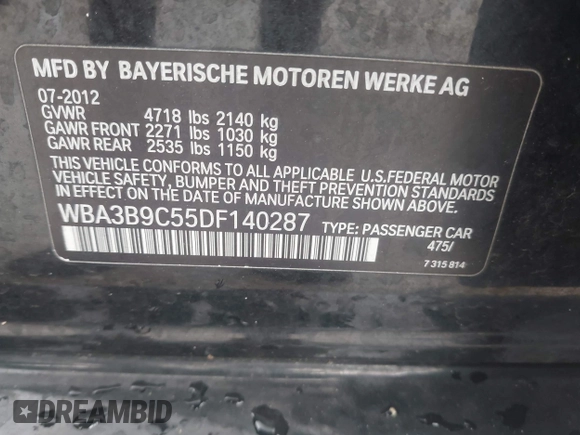 MFD BY BAYERISCHE MOTOREN WERKE AG
07-2012
GVWR 4718 lbs 2140 kg
GAWR FRONT 2271 lbs 1030 kg
GAWR REAR 2535 lbs 1150 kg
THIS VEHICLE CONFORMS TO ALL APPLICABLE U.S.FEDERAL MOTOR
VEHICLE SAFETY, BUMPER AND THEFT PREVENTION STANDARDS
IN EFFECT ON THE DATE OF MANUFACTURE SHOWN ABOVE.
WBA3B9C55DF140287 TYPE: PASSENGER CAR
475/
7 315 814
DREAMBID